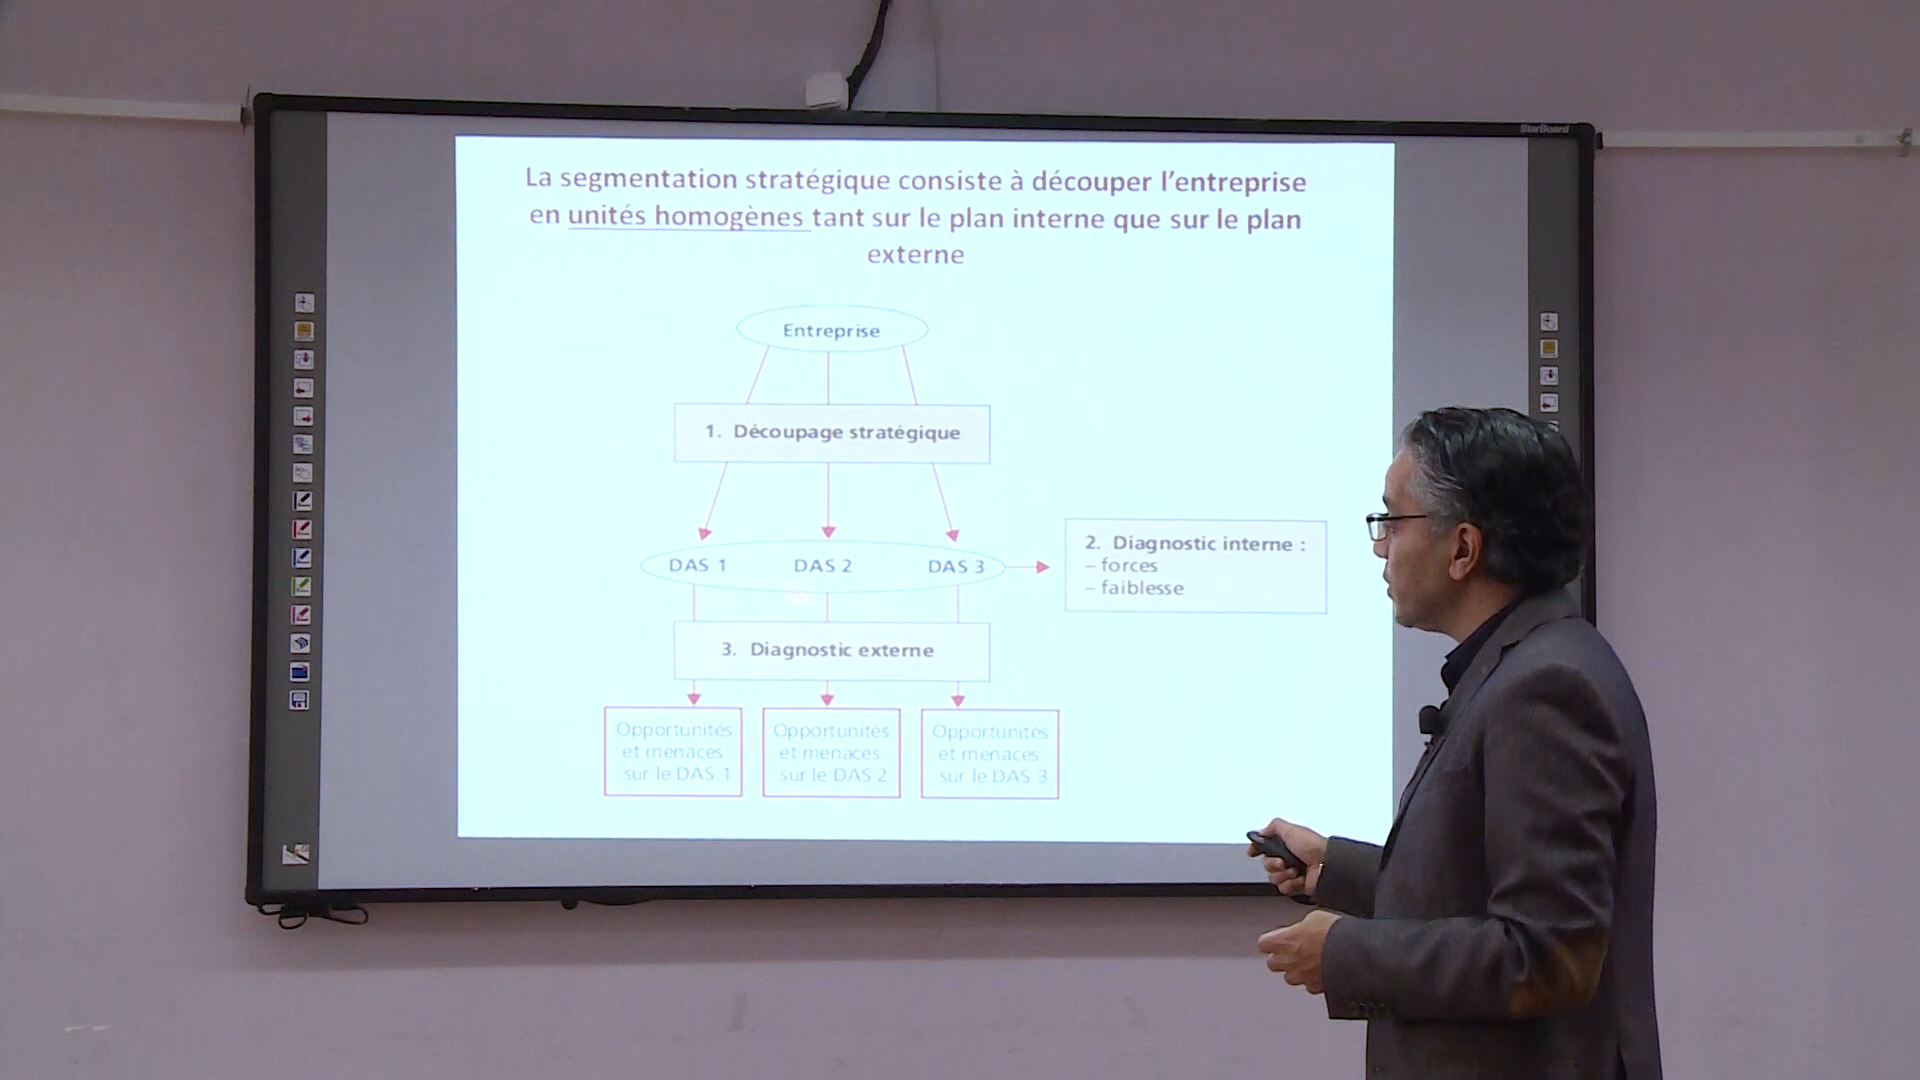 StarBoard
La segmentation stratégique consiste à découper l'entreprise
en unités homogènes tant sur le plan interne que sur le plan
externe
Entreprise
1. Découpage stratégique
DAS 1 DAS 2 DAS 3
2. Diagnostic interne :
– forces
– faiblesse
3. Diagnostic externe
Opportunités
et menaces
sur le DAS 1
Opportunités
et menaces
sur le DAS 2
Opportunités
et menaces
sur le DAS 3